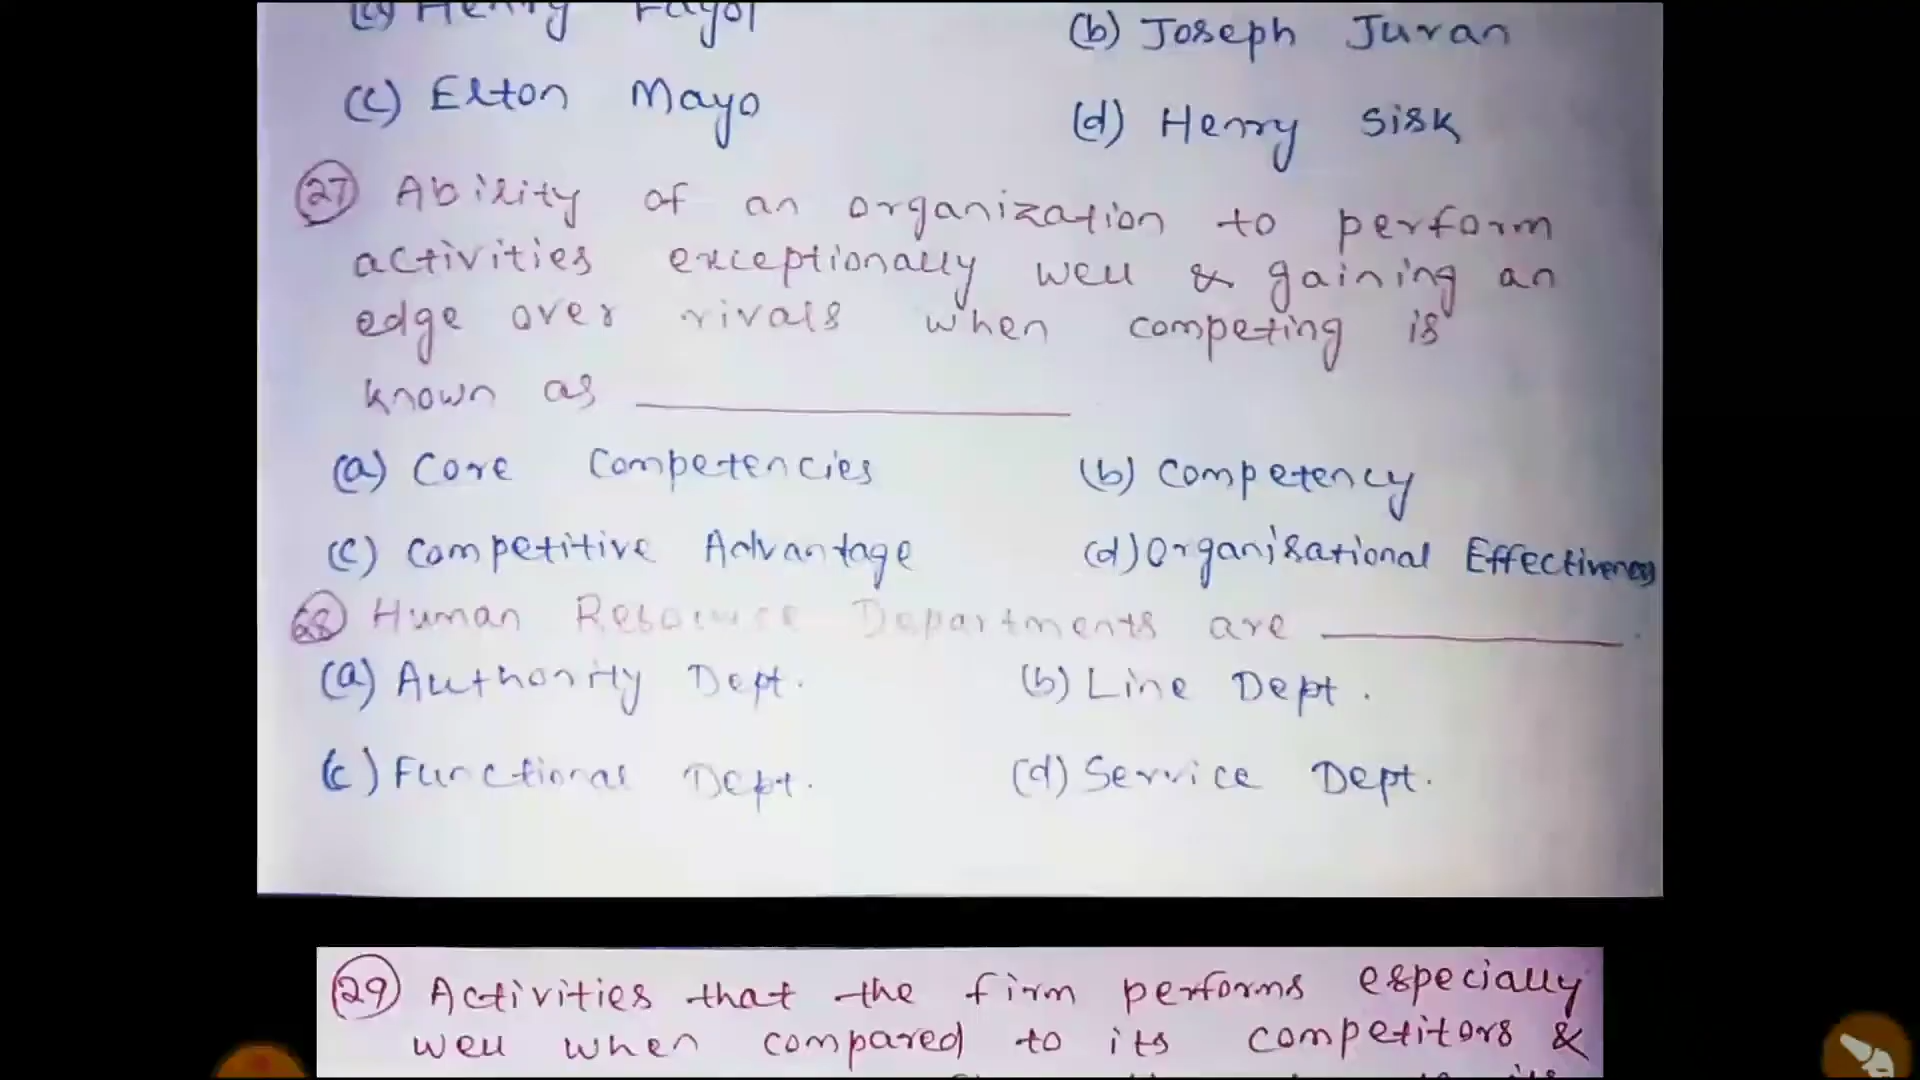 (a) Henry Fayol (b) Joseph Juran
(c) Elton Mayo (d) Henry Sisk
27 Ability of an organization to perform
activities exceptionally well & gaining an
edge over rivals when competing is
known as ___________
(a) Core Competencies (b) Competency
(c) Competitive Advantage (d) Organisational Effectiveness
28 Human Resource Departments are ___________.
(a) Authority Dept. (b) Line Dept.
(c) Functional Dept. (d) Service Dept.
29 Activities that the firm performs especially
well when compared to its competitors &